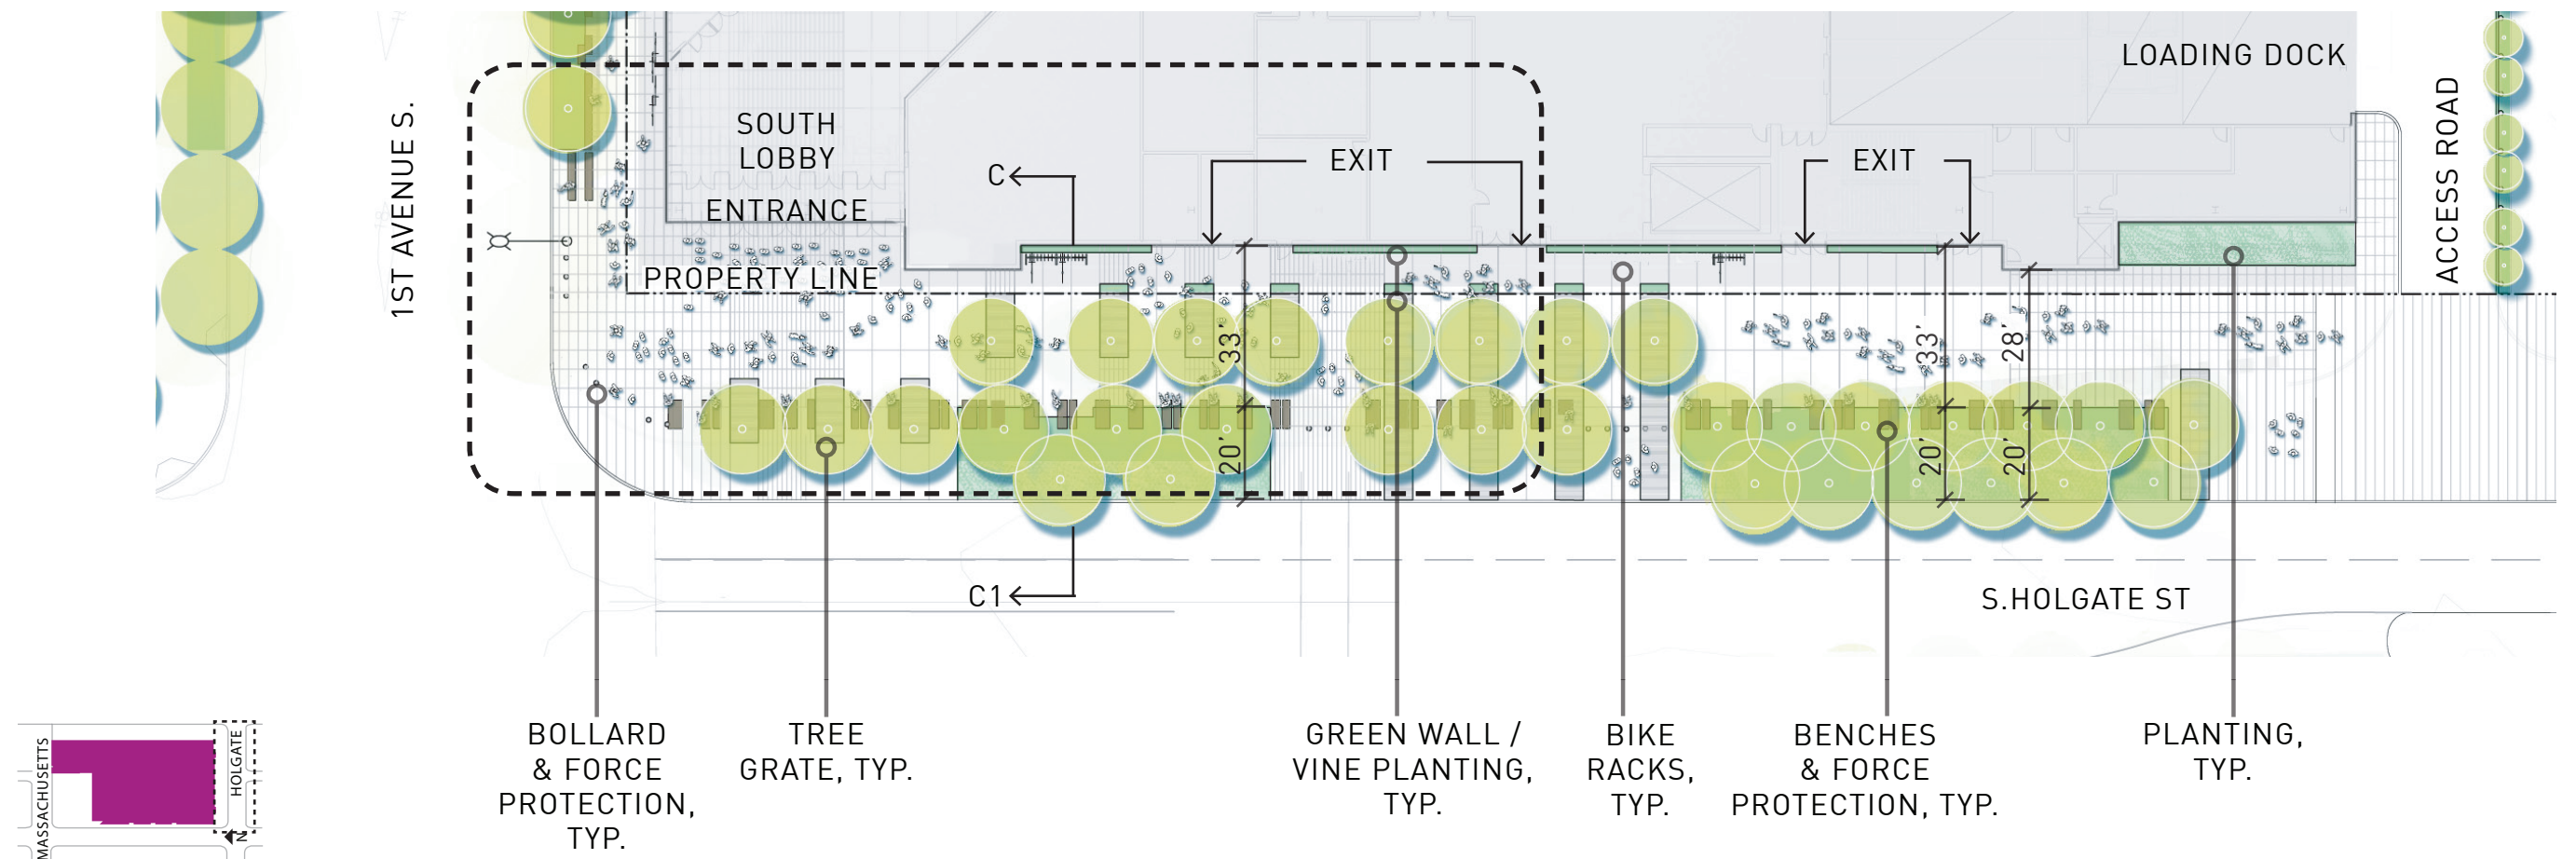 LOADING DOCK
1ST AVENUE S.
SOUTH
LOBBY
ENTRANCE
PROPERTY LINE
C
EXIT
EXIT
ACCESS ROAD
33'
20'
33'
20'
28'
20'
C1
S.HOLGATE ST
BOLLARD
& FORCE
PROTECTION,
TYP.
TREE
GRATE, TYP.
GREEN WALL /
VINE PLANTING,
TYP.
BIKE
RACKS,
TYP.
BENCHES
& FORCE
PROTECTION, TYP.
PLANTING,
TYP.
MASSACHUSETTS
HOLGATE
N